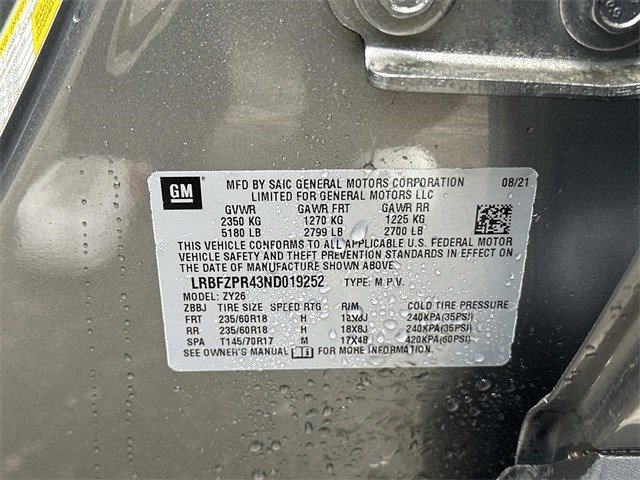 GM
MFD BY SAIC GENERAL MOTORS CORPORATION 08/21
LIMITED FOR GENERAL MOTORS LLC
GVWR GAWR FRT GAWR RR
2350 KG 1270 KG 1225 KG
5180 LB 2799 LB 2700 LB
THIS VEHICLE CONFORMS TO ALL APPLICABLE U.S. FEDERAL MOTOR
VEHICLE SAFETY AND THEFT PREVENTION STANDARDS IN EFFECT ON
THE DATE OF MANUFACTURE SHOWN ABOVE.
LRBFZPR43ND019252 TYPE: M.P.V.
MODEL: ZY26
ZBBJ TIRE SIZE SPEED RTG RIM COLD TIRE PRESSURE
FRT 235/60R18 H 18X8J 240KPA(35PSI)
RR 235/60R18 H 18X8J 240KPA(35PSI)
SPA T145/70R17 M 17X4B 420KPA(60PSI)
SEE OWNER'S MANUAL FOR MORE INFORMATION.